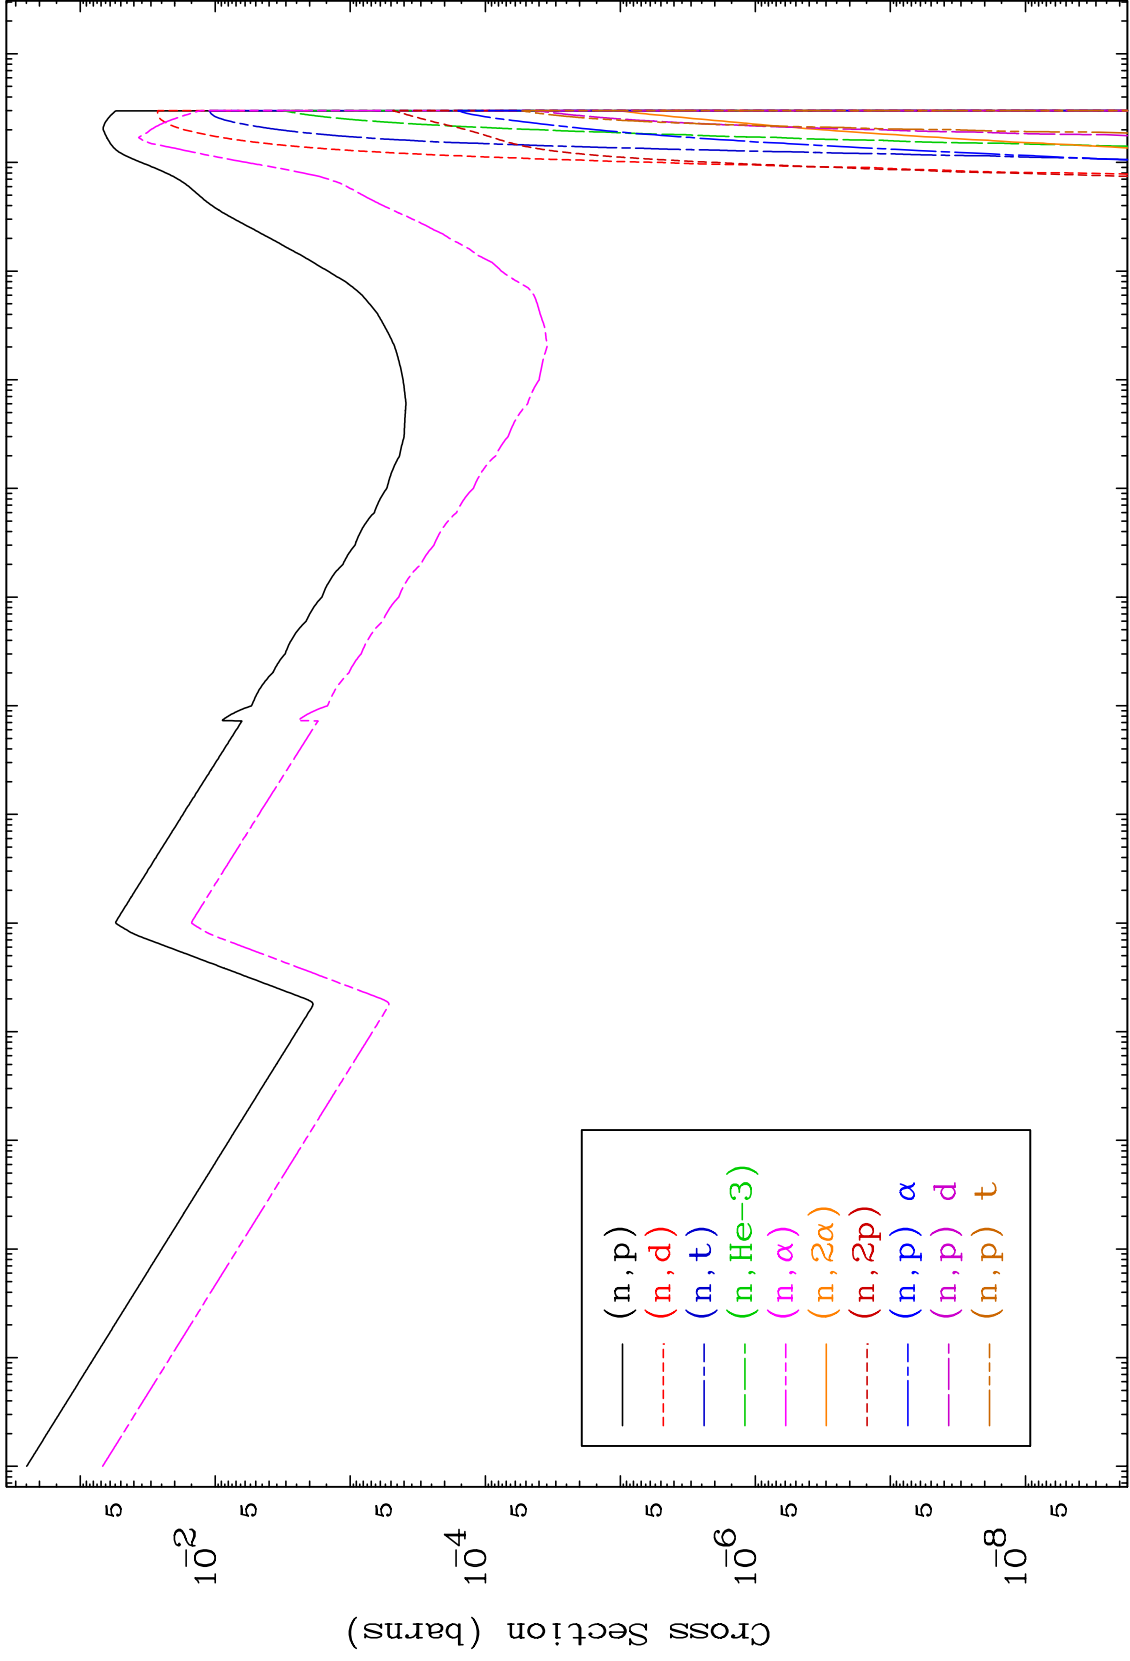 Cross Section (barns)
5
10-2
5
5
10-4
5
5
10-6
5
5
10-8
5
(n,p)
(n,d)
(n,t)
(n,He-3)
(n,α)
(n,2α)
(n,2p)
(n,p) α
(n,p) d
(n,p) t